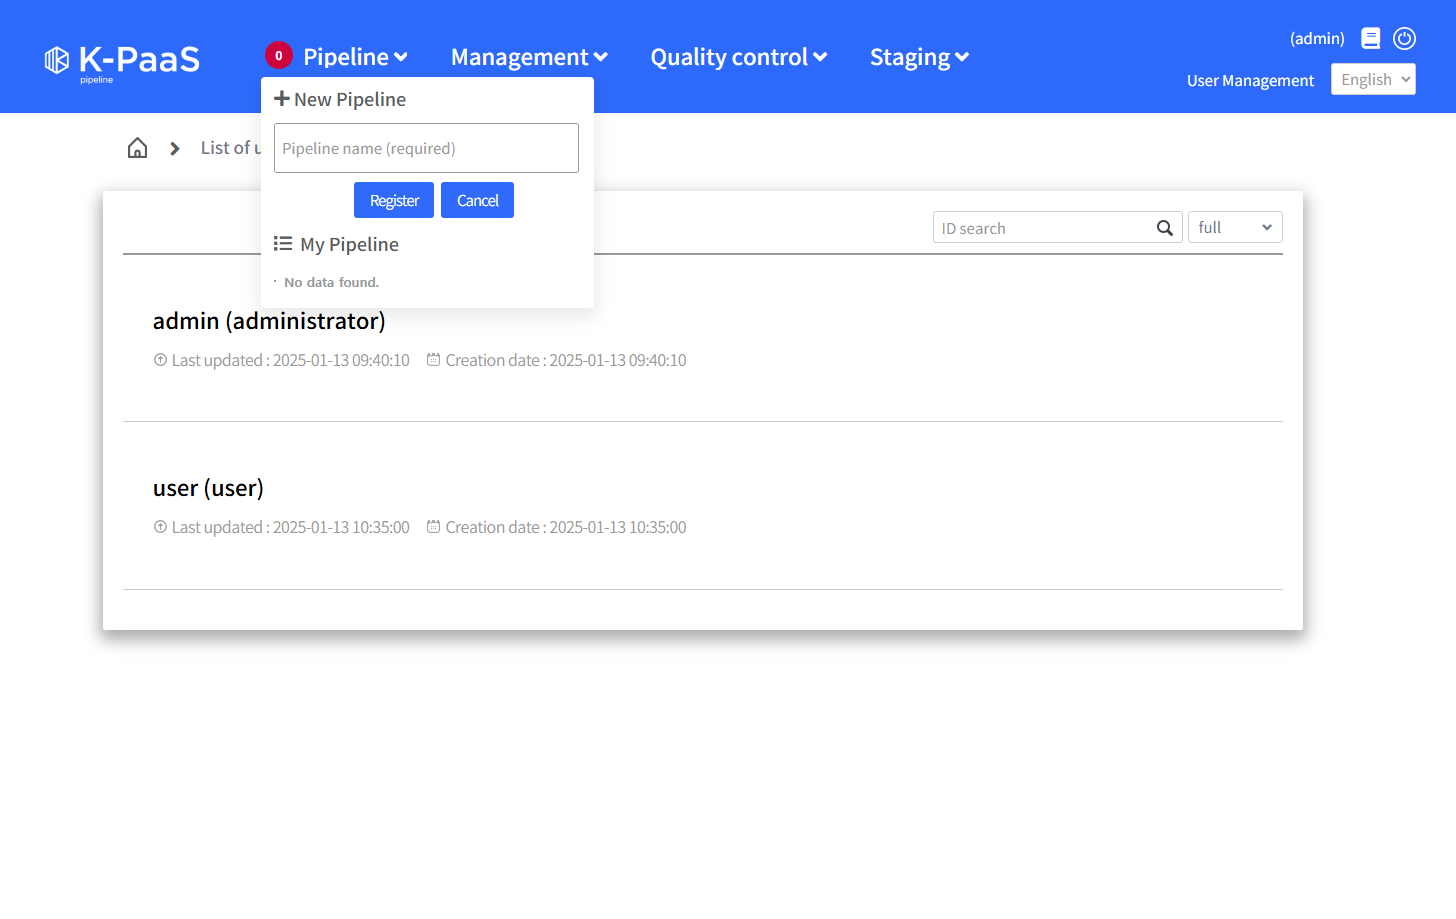 K-PaaS
pipeline
0 Pipeline Management Quality control Staging
(admin)
User Management English
New Pipeline
Pipeline name (required)
Register Cancel
My Pipeline
· No data found.
List of
ID search full
admin (administrator)
Last updated : 2025-01-13 09:40:10 Creation date : 2025-01-13 09:40:10
user (user)
Last updated : 2025-01-13 10:35:00 Creation date : 2025-01-13 10:35:00